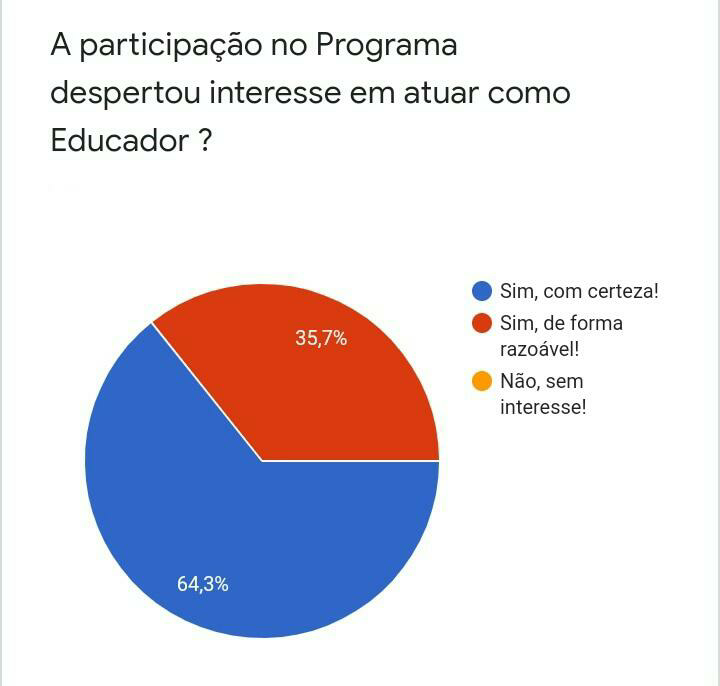 A participação no Programa
despertou interesse em atuar como
Educador ?
Sim, com certeza!
Sim, de forma
razoável!
Não, sem
interesse!
35,7%
64,3%